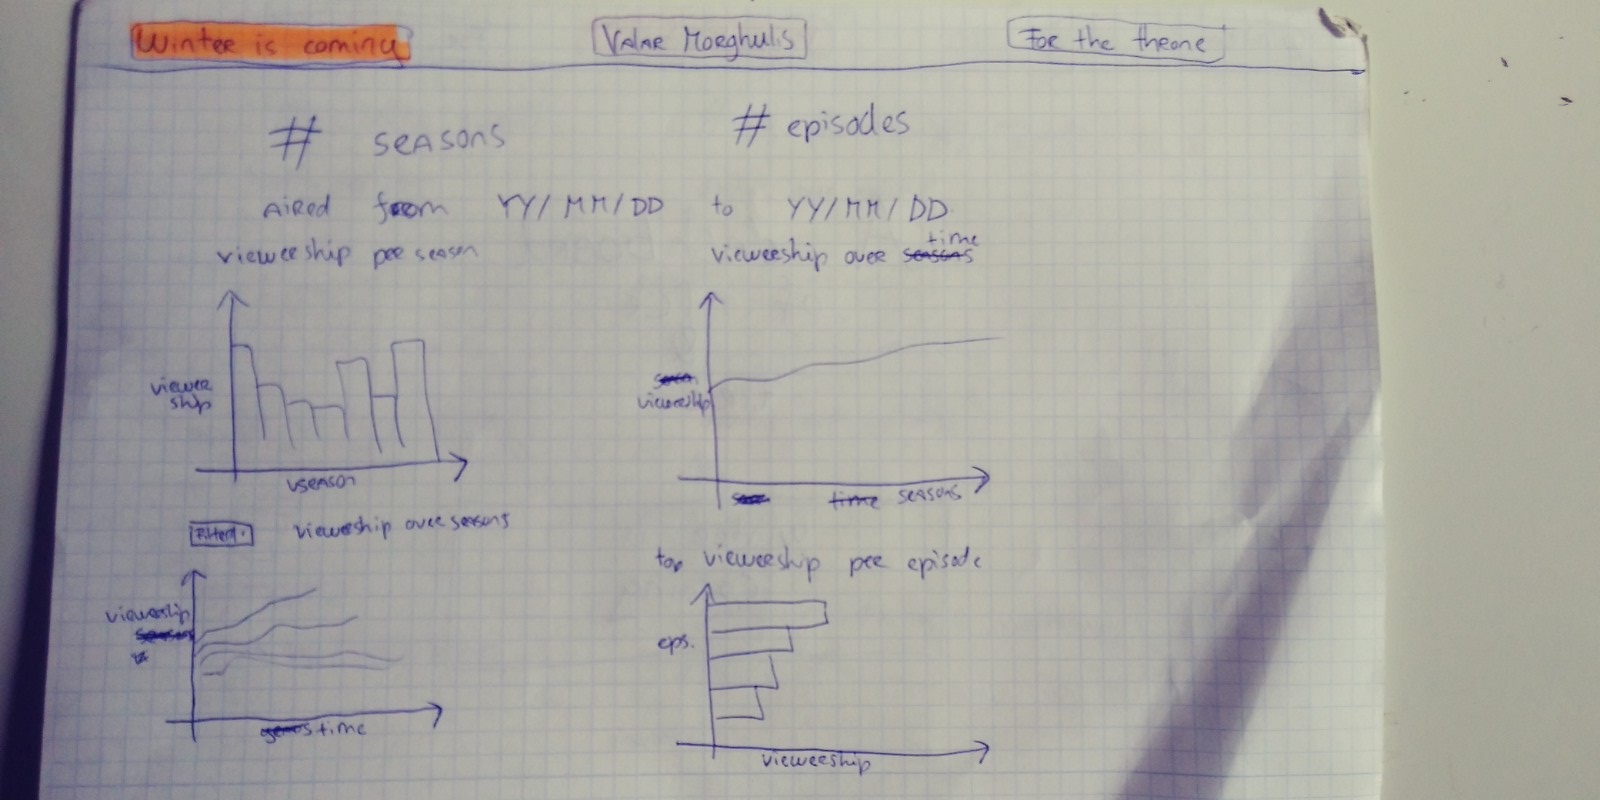 Winter is coming
Valar Morghulis
For the throne
# seasons
# episodes
Aired from YY/MM/DD to YY/MM/DD
viewership per season
viewership over seasons time
viewer
ship
season
viewership
time seasons
Filter
viewership over seasons
viewership
time
top viewership per episode
eps.
viewership